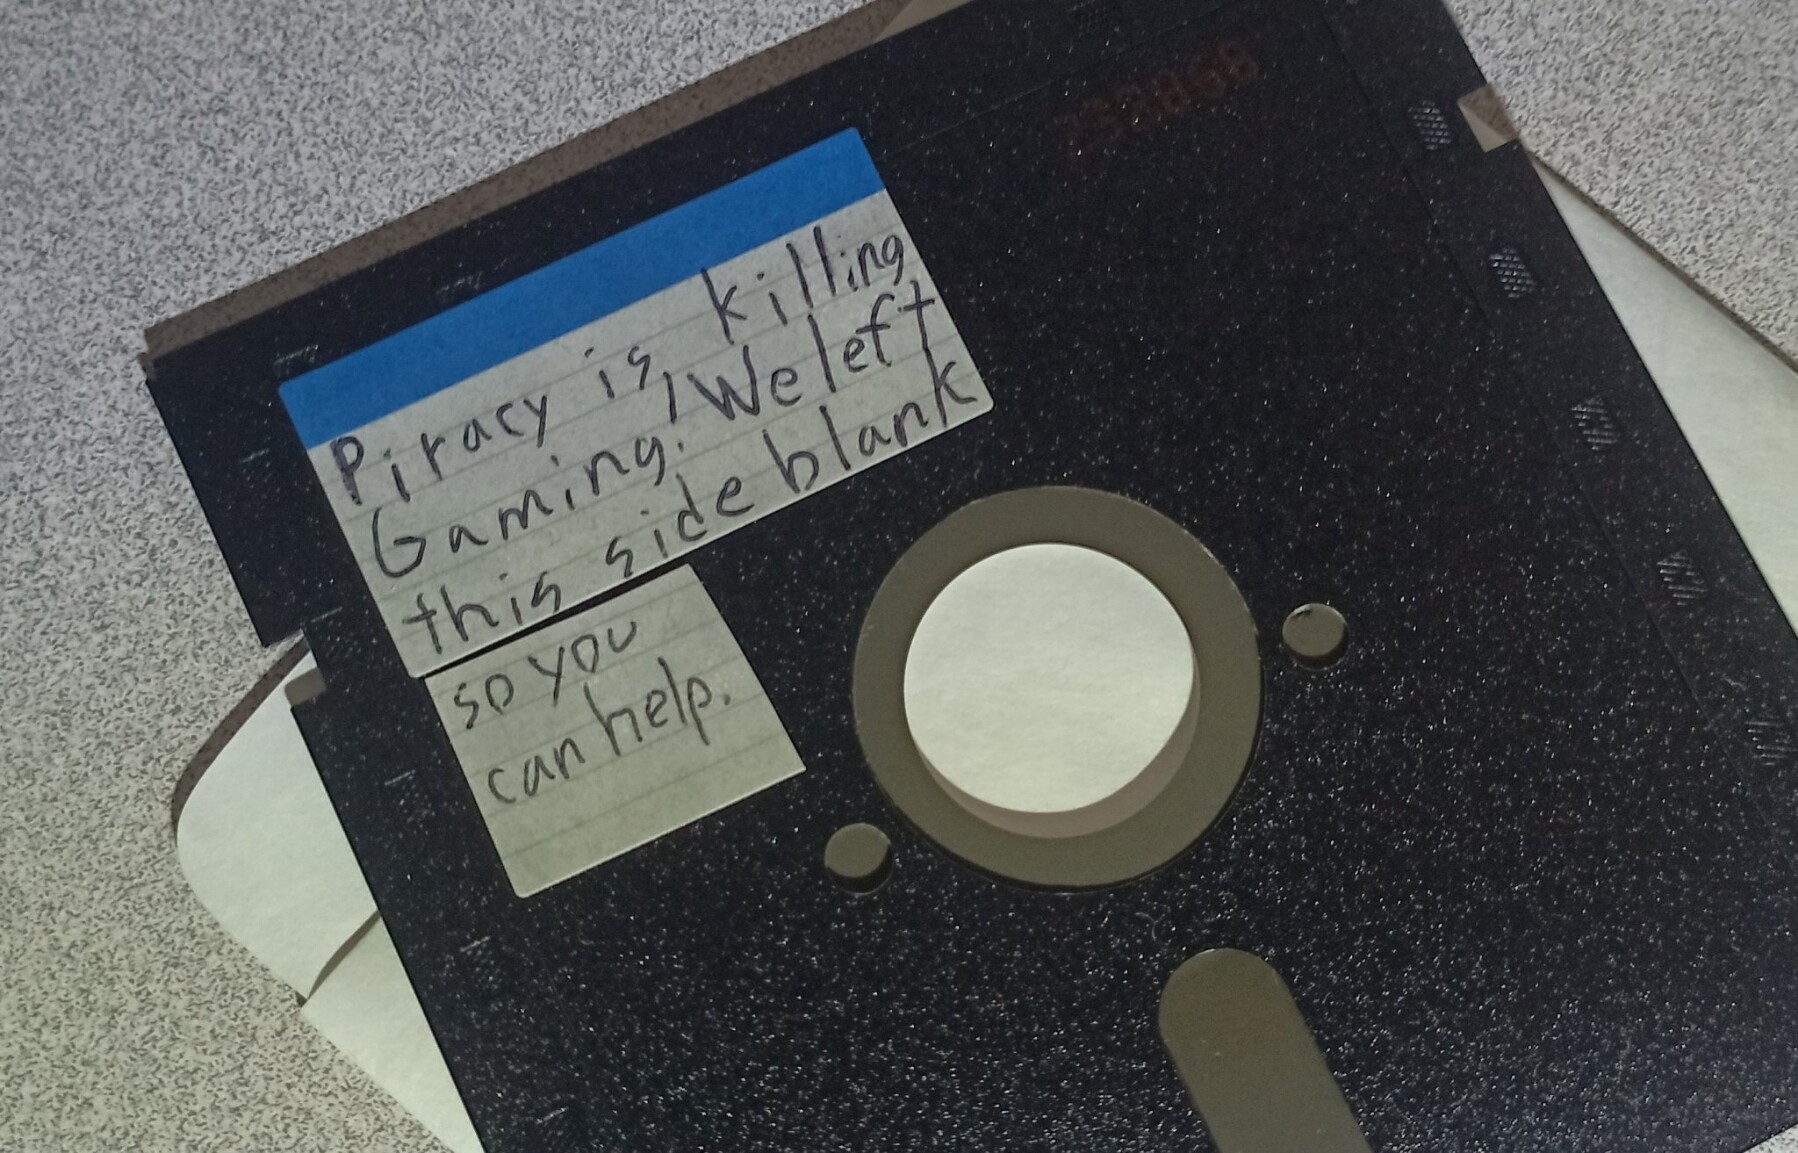 Piracy is killing
Gaming. We left
this side blank
so you
can help.